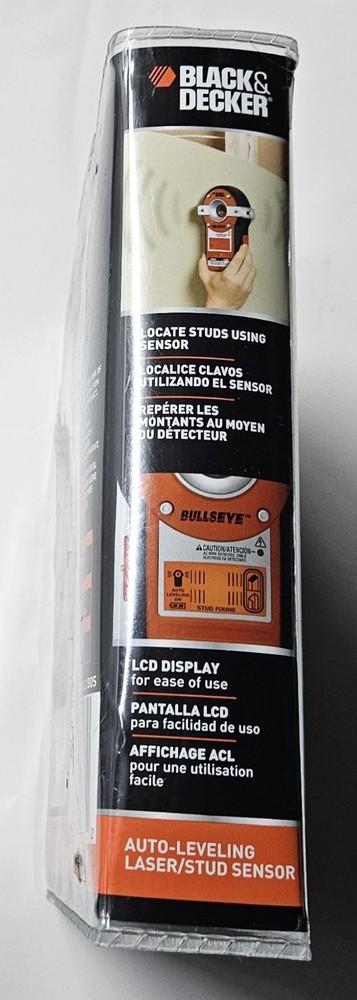 BLACK&
DECKER®
LOCATE STUDS USING
SENSOR
LOCALICE CLAVOS
UTILIZANDO EL SENSOR
REPÉRER LES
MONTANTS AU MOYEN
DU DÉTECTEUR
BULLSEYE™
CAUTION/ATENCIÓN
AUTO
LEVELING
ON
STUD FOUND
LCD DISPLAY
for ease of use
PANTALLA LCD
para facilidad de uso
AFFICHAGE ACL
pour une utilisation
facile
AUTO-LEVELING
LASER/STUD SENSOR